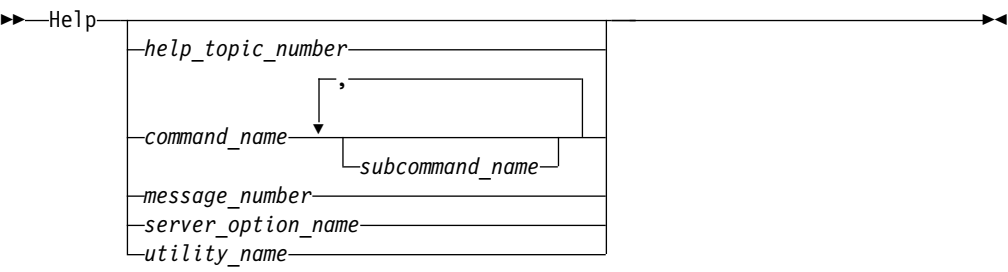 Help
help_topic_number
,
command_name
subcommand_name
message_number
server_option_name
utility_name